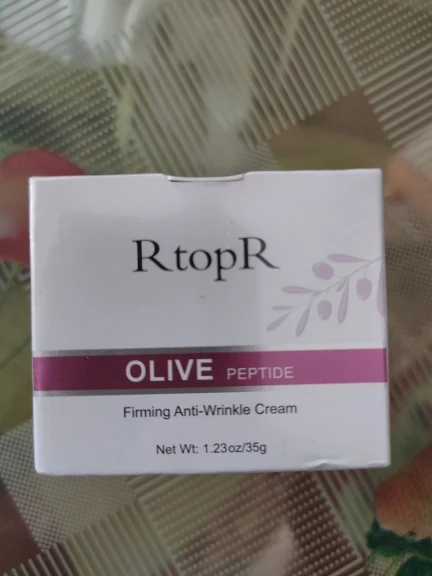 RtopR
OLIVE PEPTIDE
Firming Anti-Wrinkle Cream
Net Wt: 1.23oz/35g